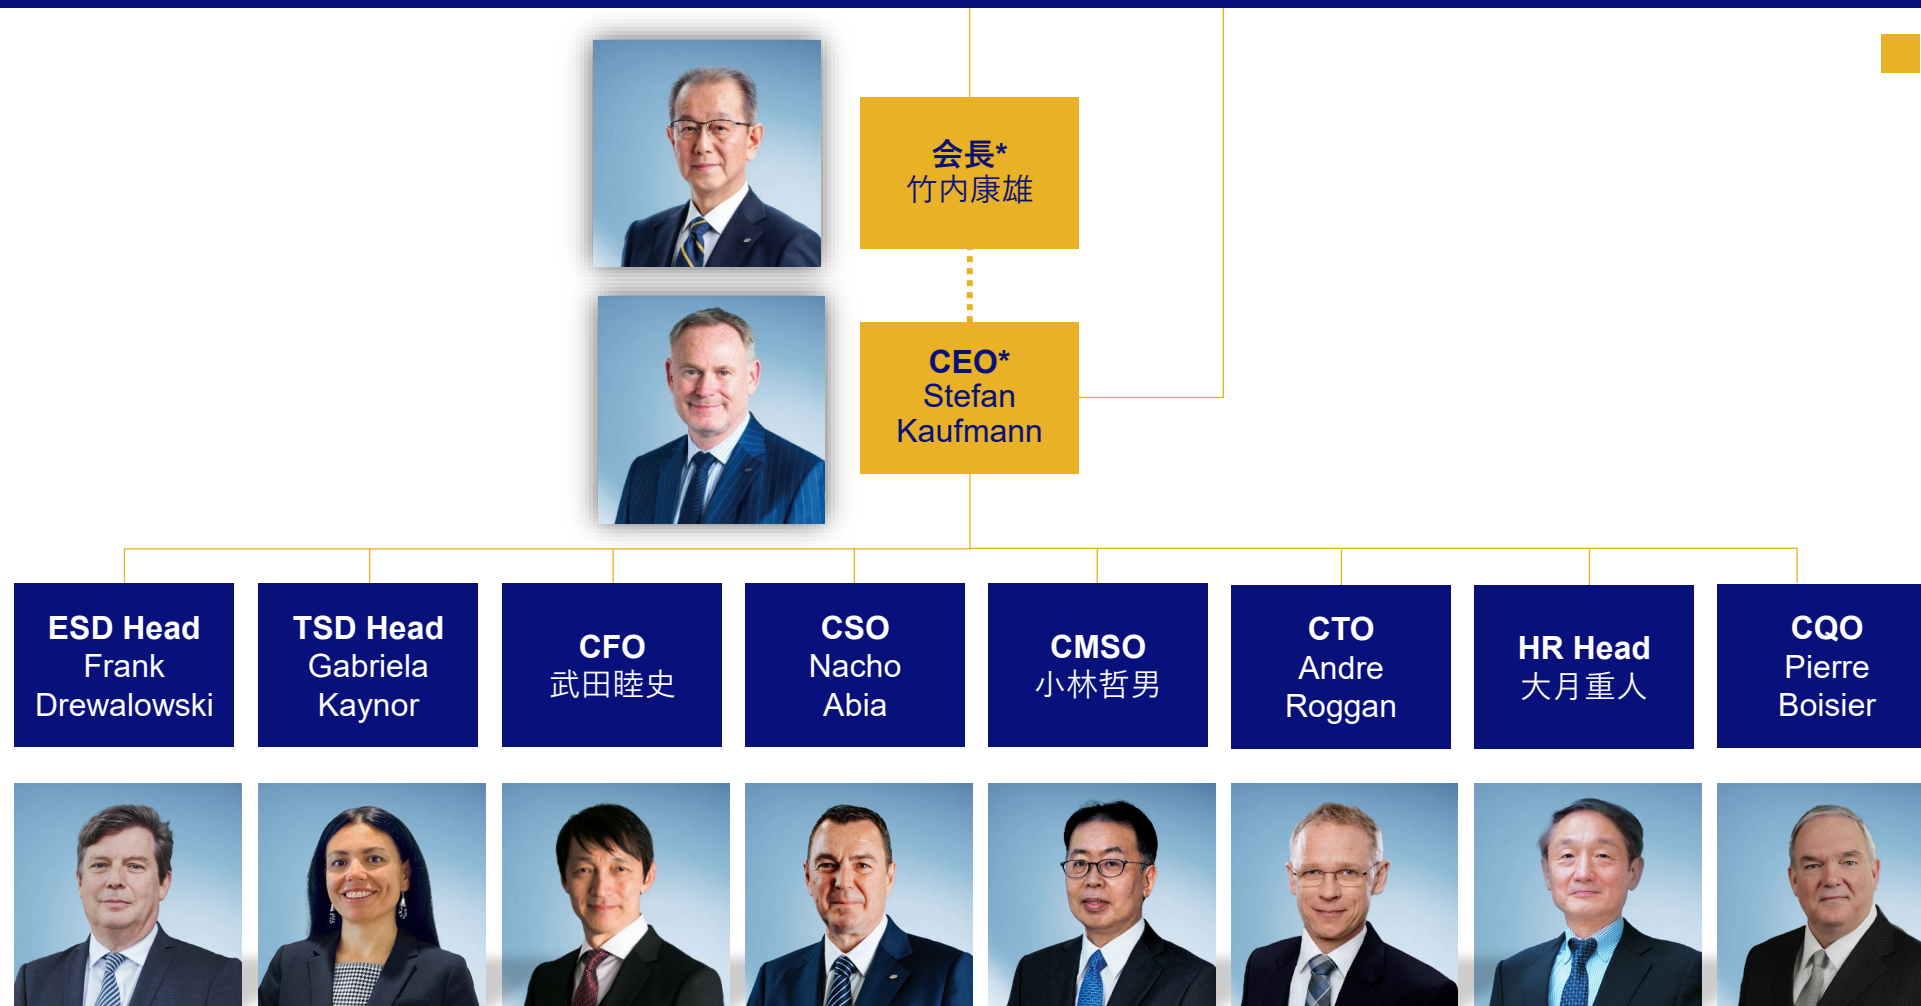 会長*
竹内康雄
CEO*
Stefan
Kaufmann
ESD Head
Frank
Drewalowski
TSD Head
Gabriela
Kaynor
CFO
武田睦史
CSO
Nacho
Abia
CMSO
小林哲男
CTO
Andre
Roggan
HR Head
大月重人
CQO
Pierre
Boisier